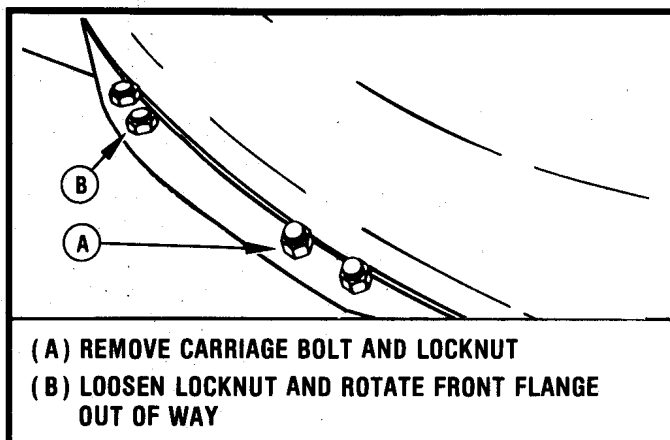 B
A
(A) REMOVE CARRIAGE BOLT AND LOCKNUT
(B) LOOSEN LOCKNUT AND ROTATE FRONT FLANGE
OUT OF WAY